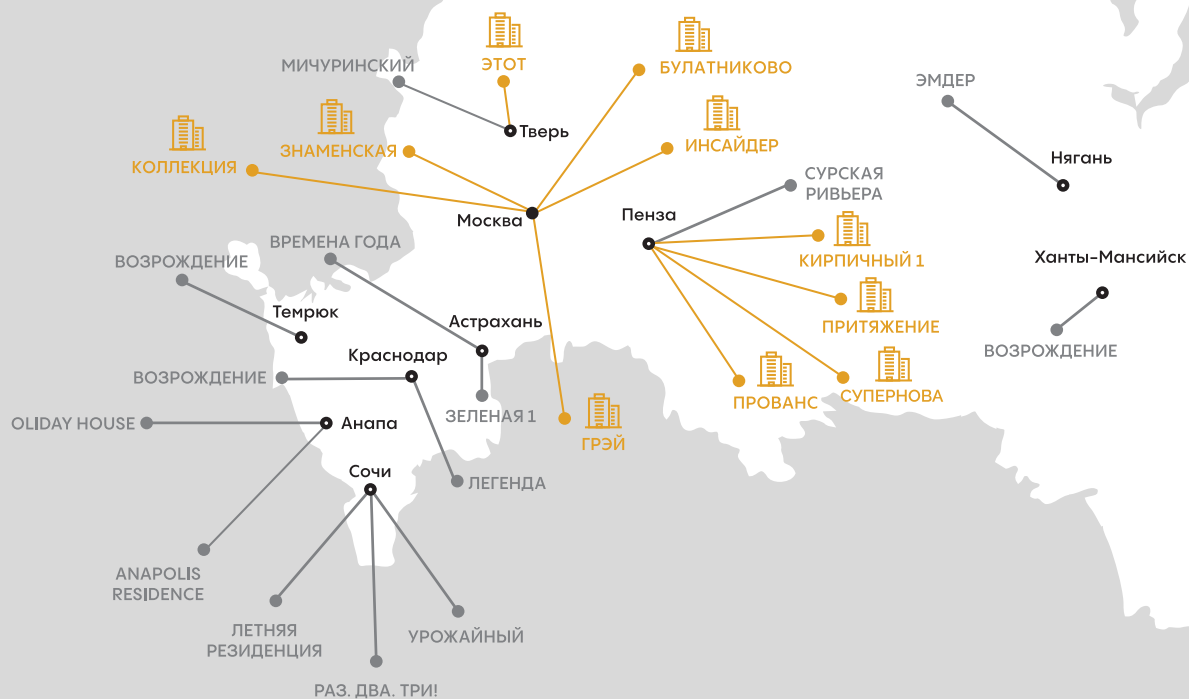 ЭТОТ
МИЧУРИНСКИЙ
БУЛАТНИКОВО
ЭМДЕР
Тверь
ЗНАМЕНСКАЯ
ИНСАЙДЕР
КОЛЛЕКЦИЯ
Нягань
СУРСКАЯ
РИВЬЕРА
Москва
Пенза
ВРЕМЕНА ГОДА
КИРПИЧНЫЙ 1
ВОЗРОЖДЕНИЕ
Ханты-Мансийск
Темрюк
Астрахань
ПРИТЯЖЕНИЕ
Краснодар
ВОЗРОЖДЕНИЕ
ВОЗРОЖДЕНИЕ
ПРОВАНС
СУПЕРНОВА
ЗЕЛЕНАЯ 1
OLIDAY HOUSE
Анапа
ГРЭЙ
Сочи
ЛЕГЕНДА
ANAPOLIS
RESIDENCE
ЛЕТНЯЯ
РЕЗИДЕНЦИЯ
УРОЖАЙНЫЙ
РАЗ. ДВА. ТРИ!